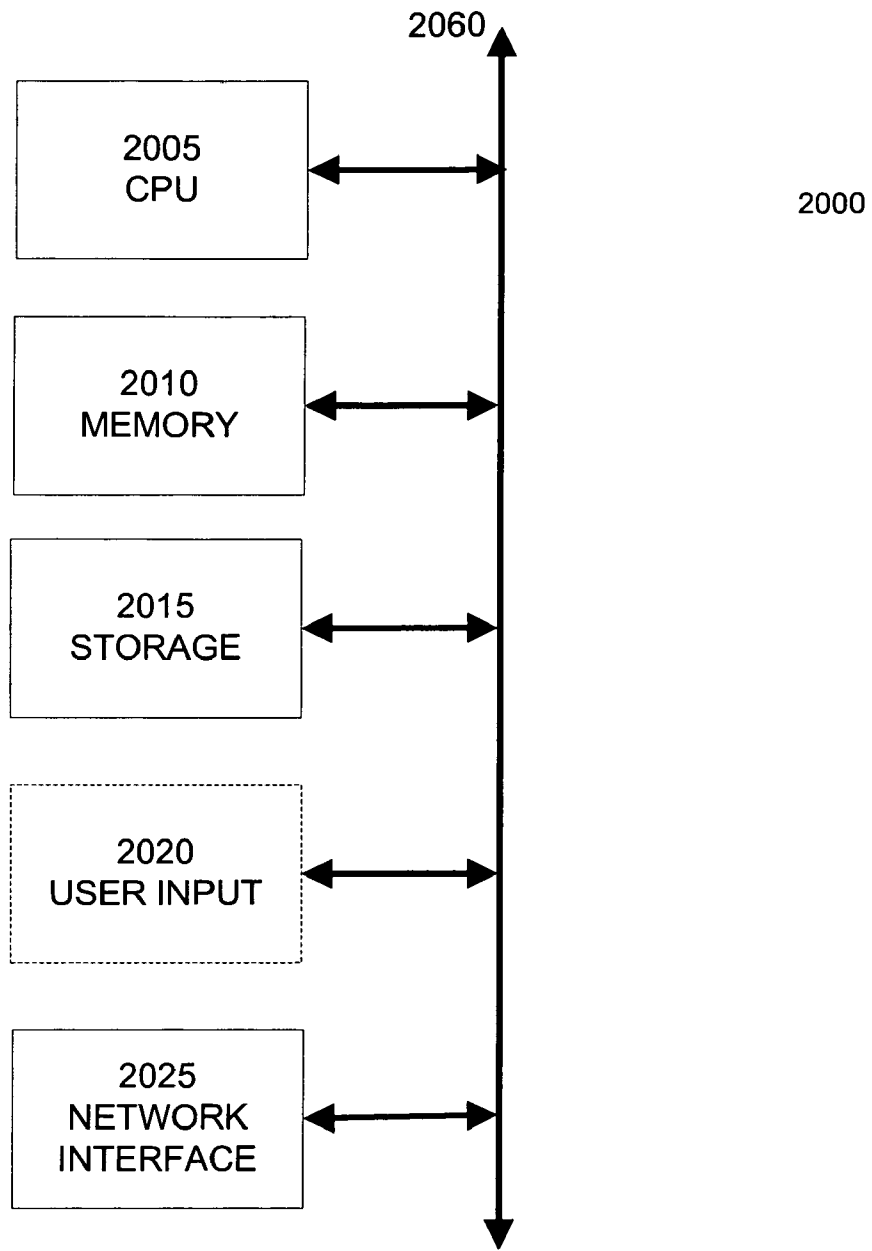 2060
2005
CPU
2000
2010
MEMORY
2015
STORAGE
2020
USER INPUT
2025
NETWORK
INTERFACE